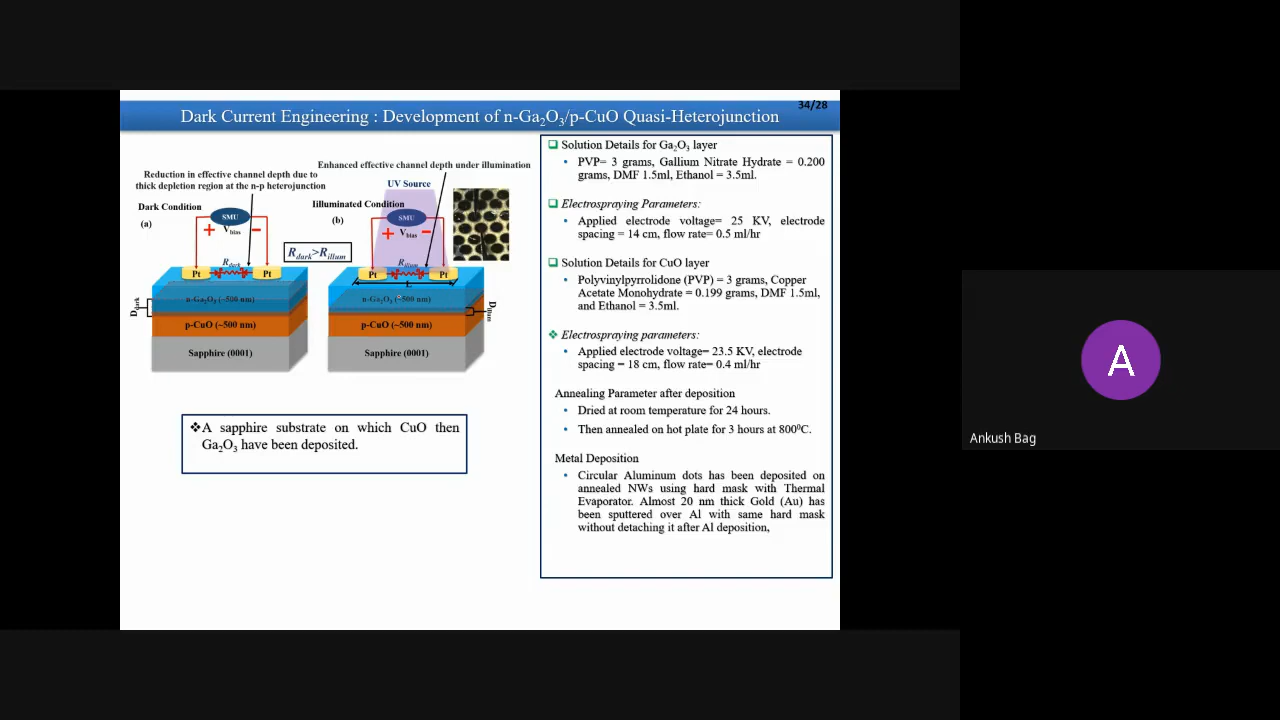 34/28
Dark Current Engineering : Development of n-Ga₂O₃/p-CuO Quasi-Heterojunction
Enhanced effective channel depth under illumination
Reduction in effective channel depth due to
thick depletion region at the n-p heterojunction
UV Source
Dark Condition
(a)
SMU
+ Vbias −
Illuminated Condition
(b)
SMU
+ Vbias −
Rdark>Rillum
Rdark
Pt
Pt
n-Ga₂O₃ (~500 nm)
p-CuO (~500 nm)
Sapphire (0001)
Ddark
Rillum
Pt
Pt
L
n-Ga₂O₃ (~500 nm)
p-CuO (~500 nm)
Sapphire (0001)
Dillum
❖A sapphire substrate on which CuO then
Ga₂O₃ have been deposited.
❑ Solution Details for Ga₂O₃ layer
• PVP= 3 grams, Gallium Nitrate Hydrate = 0.200
grams, DMF 1.5ml, Ethanol = 3.5ml.
❑ Electrospraying Parameters:
• Applied electrode voltage= 25 KV, electrode
spacing = 14 cm, flow rate= 0.5 ml/hr
❑ Solution Details for CuO layer
• Polyvinylpyrrolidone (PVP) = 3 grams, Copper
Acetate Monohydrate = 0.199 grams, DMF 1.5ml,
and Ethanol = 3.5ml.
❖ Electrospraying parameters:
• Applied electrode voltage= 23.5 KV, electrode
spacing = 18 cm, flow rate= 0.4 ml/hr
Annealing Parameter after deposition
• Dried at room temperature for 24 hours.
• Then annealed on hot plate for 3 hours at 800⁰C.
Metal Deposition
• Circular Aluminum dots has been deposited on
annealed NWs using hard mask with Thermal
Evaporator. Almost 20 nm thick Gold (Au) has
been sputtered over Al with same hard mask
without detaching it after Al deposition,
A
Ankush Bag